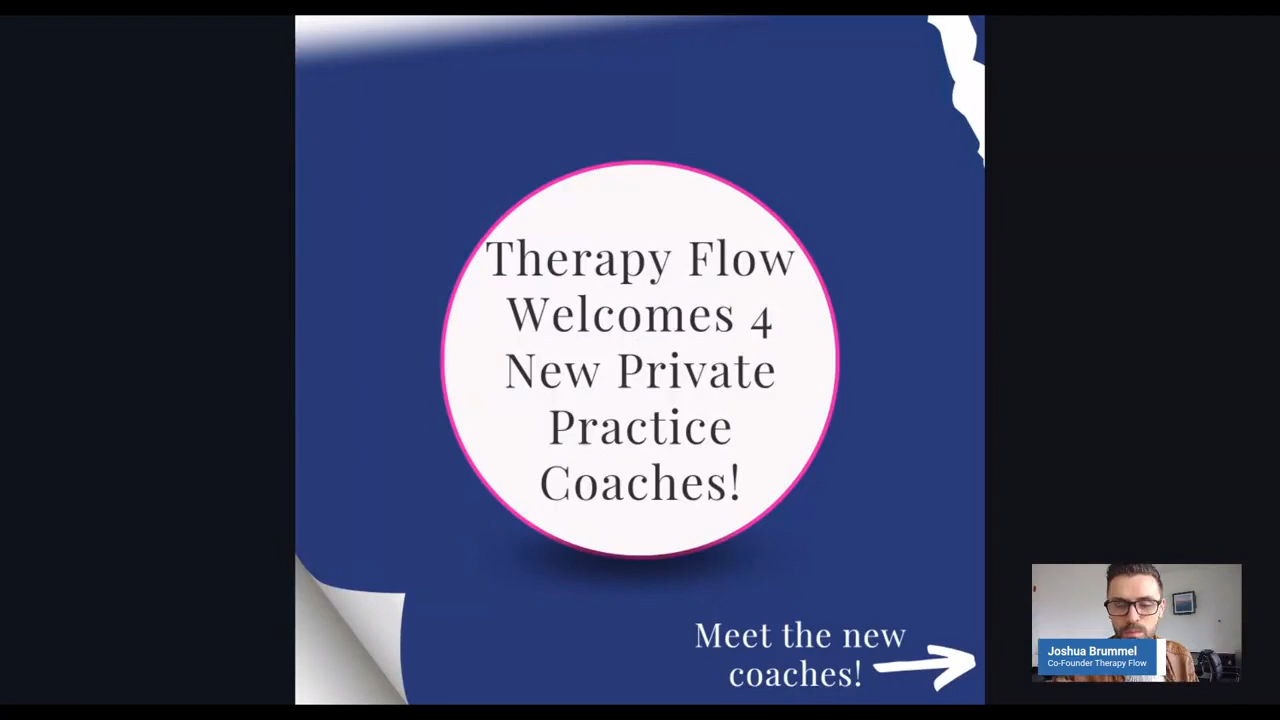 Therapy Flow
Welcomes 4
New Private
Practice
Coaches!
Meet the new
coaches!
Joshua Brummel
Co-Founder Therapy Flow